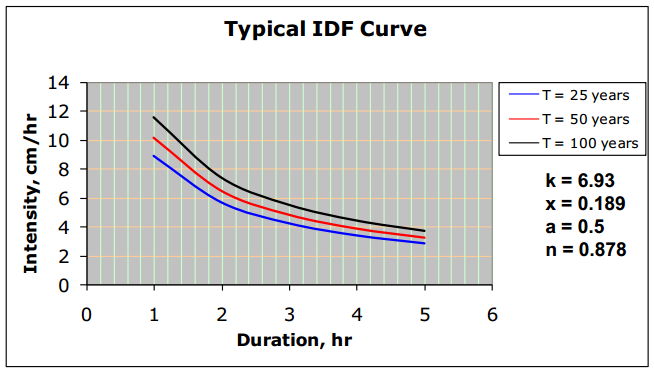 Typical IDF Curve
Intensity, cm/hr
14
12
10
8
6
4
2
0
0 1 2 3 4 5 6
Duration, hr
T = 25 years
T = 50 years
T = 100 years
k = 6.93
x = 0.189
a = 0.5
n = 0.878